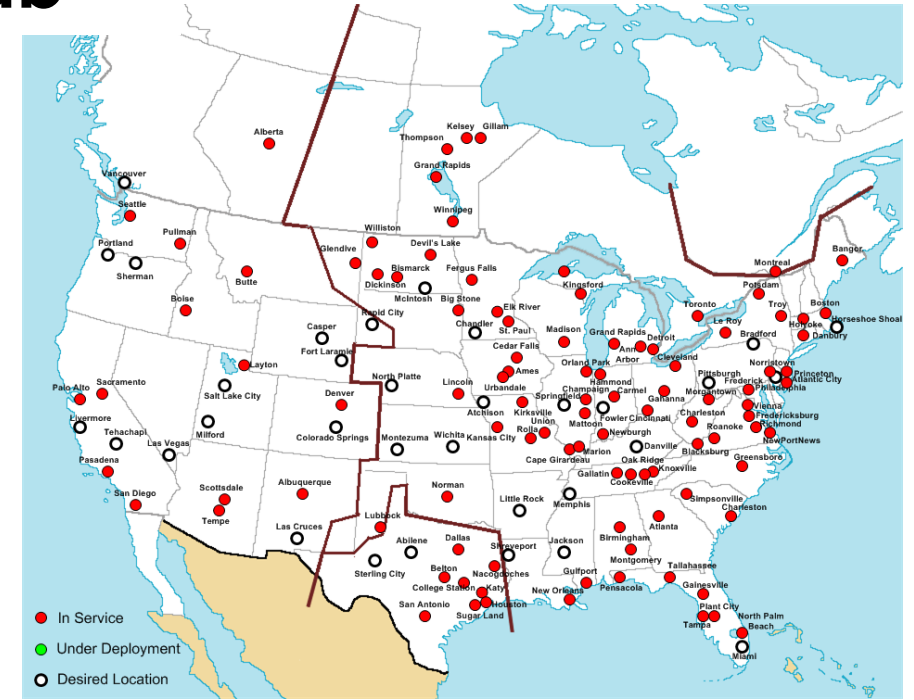 Alberta
Kelsey Gillam
Thompson
Grand Rapids
Winnipeg
Vancouver
Seattle
Pullman
Portland
Sherman
Butte
Boise
Williston
Glendive
Devil's Lake
Bismarck
Dickinson
Fergus Falls
McIntosh
Kingsford
Montreal
Bangor
Potsdam
Toronto
Troy
Boston
Horseshoe Shoal
Holyoke
Danbury
Le Roy
Bradford
Rapid City
Casper
Fort Laramie
Big Stone
Elk River
Chandler
St. Paul
Madison
Grand Rapids
Ann
Arbor
Detroit
Cleveland
Cedar Falls
Ames
Urbandale
Orland Park
Hammond
Layton
Salt Lake City
Palo Alto
Sacramento
Livermore
Tehachapi
Milford
Las Vegas
Pasadena
San Diego
Denver
Colorado Springs
North Platte
Lincoln
Atchison
Montezuma
Wichita
Kansas City
Kirksville
Union
Rolla
Champaign
Springfield
Mattoon
Carmel
Fowler
Cincinnati
Gahanna
Newburgh
Danville
Marion
Cape Girardeau
Pittsburgh
Morgantown
Norristown
Princeton
Atlantic City
Philadelphia
Frederick
Vienna
Fredericksburg
Richmond
NewPortNews
Charleston
Roanoke
Blacksburg
Greensboro
Oak Ridge
Knoxville
Gallatin
Cookeville
Scottsdale
Tempe
Albuquerque
Las Cruces
Norman
Lubbock
Abilene
Sterling City
Dallas
Belton
Nacogdoches
College Station
Katy
Houston
Sugar Land
San Antonio
Little Rock
Memphis
Shreveport
Jackson
Simpsonville
Charleston
Atlanta
Birmingham
Montgomery
Gulfport
New Orleans
Pensacola
Tallahassee
Gainesville
Plant City
Tampa
North Palm
Beach
Miami
In Service
Under Deployment
Desired Location